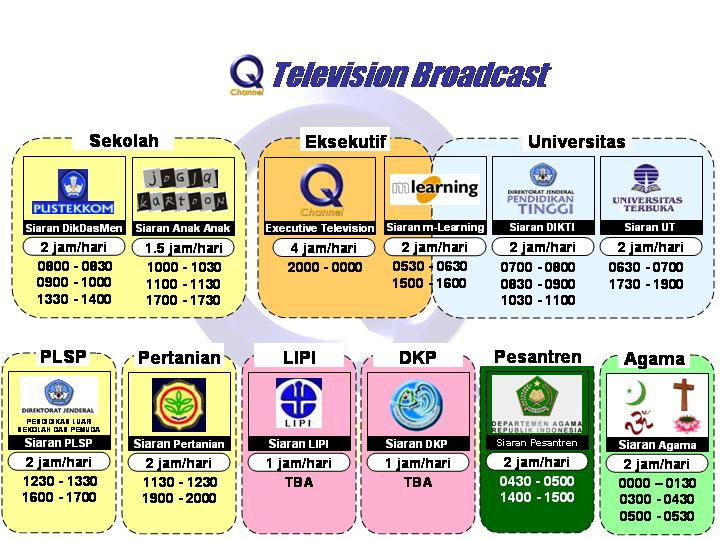 Q Channel Television Broadcast
Sekolah
PUSTEKKOM
Siaran DikDasMen
2 jam/hari
0800 - 0830
0900 - 1000
1330 - 1400
JOGJA KARTOON
Siaran Anak Anak
1.5 jam/hari
1000 - 1030
1100 - 1130
1700 - 1730
Eksekutif
Q Channel
Executive Television
4 jam/hari
2000 - 0000
mlearning
Siaran m-Learning
2 jam/hari
0530 - 0630
1500 - 1600
Universitas
DIREKTORAT JENDERAL
PENDIDIKAN
TINGGI
Siaran DIKTI
2 jam/hari
0700 - 0800
0830 - 0900
1030 - 1100
UNIVERSITAS
TERBUKA
Siaran UT
2 jam/hari
0630 - 0700
1730 - 1900
PLSP
DIREKTORAT JENDERAL
PENDIDIKAN LUAR
SEKOLAH DAN PEMUDA
Siaran PLSP
2 jam/hari
1230 - 1330
1600 - 1700
Pertanian
Siaran Pertanian
2 jam/hari
1130 - 1230
1900 - 2000
LIPI
LIPI
Siaran LIPI
1 jam/hari
TBA
DKP
Siaran DKP
1 jam/hari
TBA
Pesantren
DEPARTEMEN AGAMA
REPUBLIK INDONESIA
Siaran Pesantren
2 jam/hari
0430 - 0500
1400 - 1500
Agama
Siaran Agama
2 jam/hari
0000 – 0130
0300 - 0430
0500 - 0530